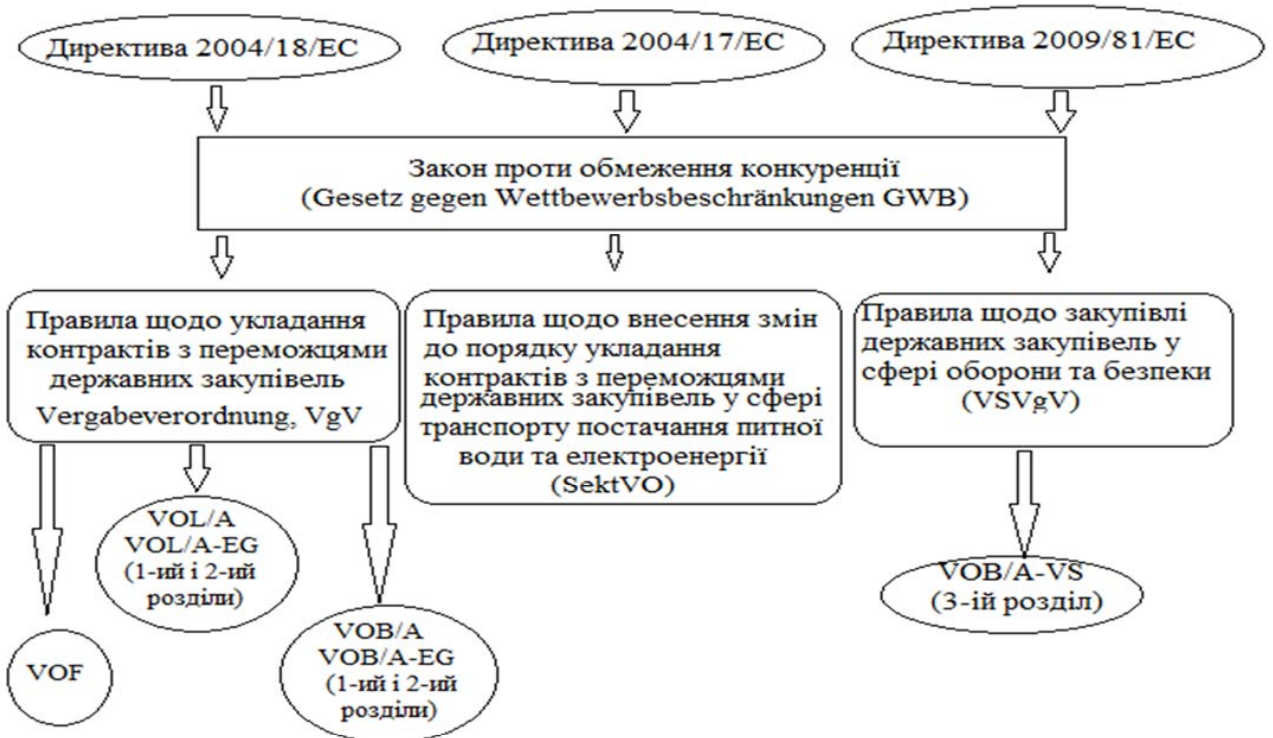 Директива 2004/18/ЕС
Директива 2004/17/ЕС
Директива 2009/81/ЕС
Закон проти обмеження конкуренції
(Gesetz gegen Wettbewerbsbeschränkungen GWB)
Правила щодо укладання
контрактів з переможцями
державних закупівель
Vergabeverordnung, VgV
Правила щодо внесення змін
до порядку укладання
контрактів з переможцями
державних закупівель у сфері
транспорту постачання питної
води та електроенергії
(SektVO)
Правила щодо закупівлі
державних закупівель у
сфері оборони та безпеки
(VSVgV)
VOL/A
VOL/A-EG
(1-ий і 2-ий
розділи)
VOB/A-VS
(3-ій розділ)
VOF
VOB/A
VOB/A-EG
(1-ий і 2-ий
розділи)